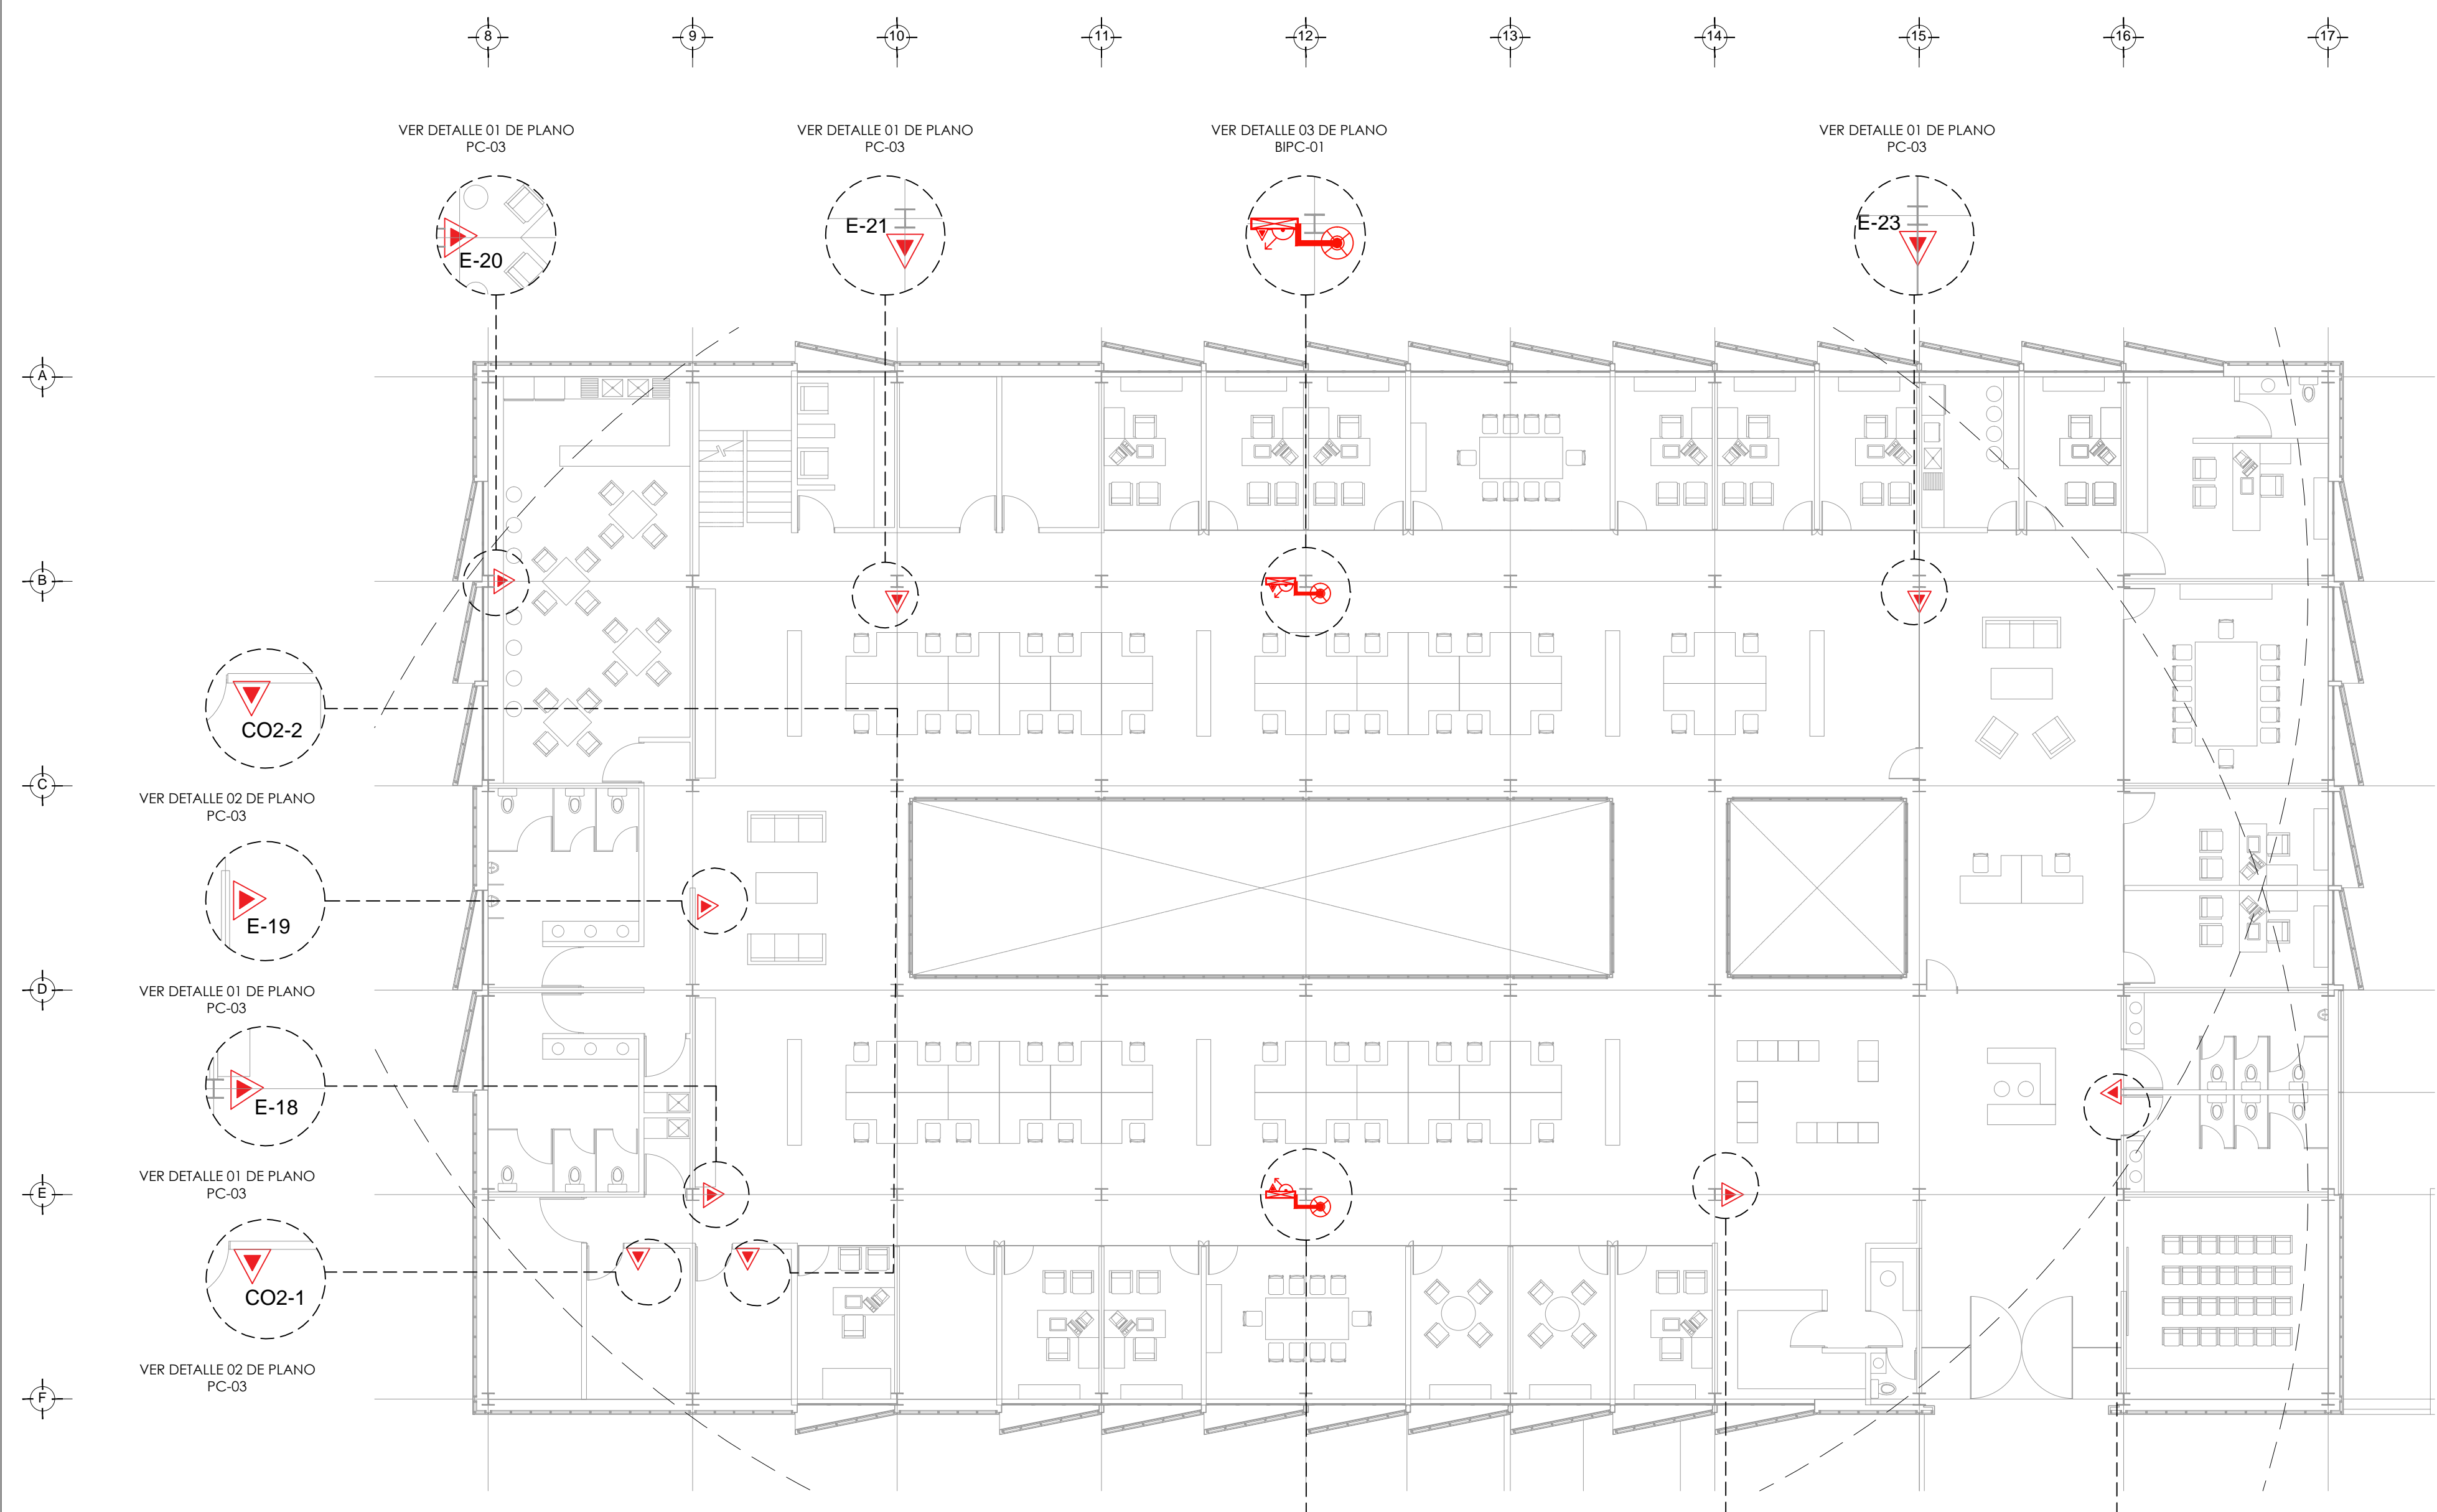 8 9 10 11 12 13 14 15 16 17
VER DETALLE 01 DE PLANO
PC-03
VER DETALLE 01 DE PLANO
PC-03
VER DETALLE 03 DE PLANO
BIPC-01
VER DETALLE 01 DE PLANO
PC-03
E-20
E-21
E-23
A
B
CO2-2
C
VER DETALLE 02 DE PLANO
PC-03
E-19
D
VER DETALLE 01 DE PLANO
PC-03
E-18
VER DETALLE 01 DE PLANO
PC-03
E
CO2-1
VER DETALLE 02 DE PLANO
PC-03
F